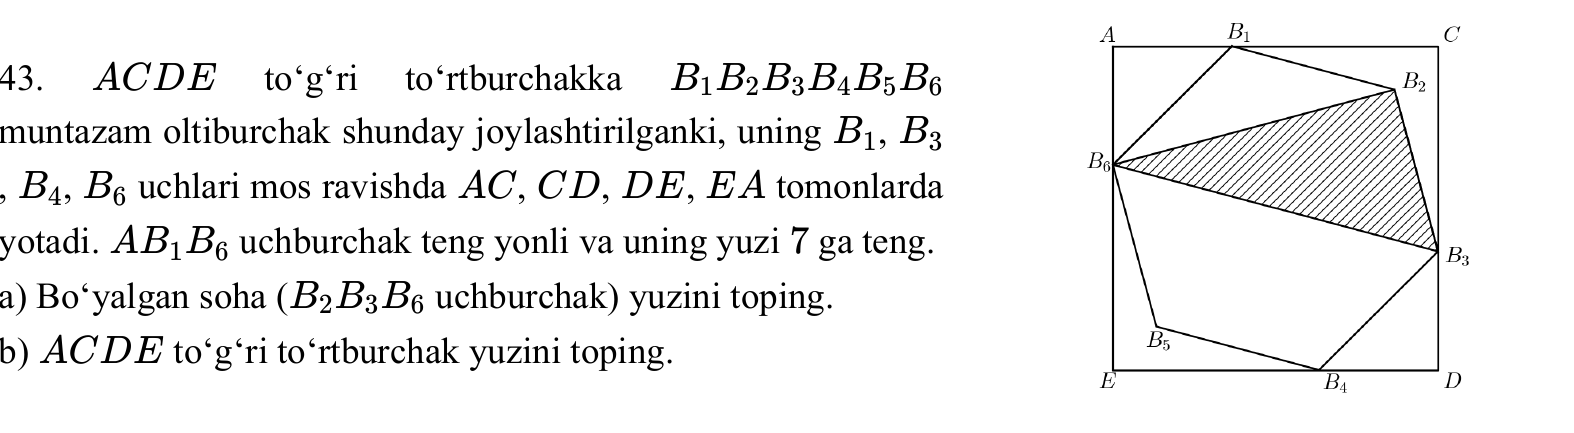 43. ACDE to‘g‘ri to‘rtburchakka B₁B₂B₃B₄B₅B₆
muntazam oltiburchak shunday joylashtirilganki, uning B₁, B₃
, B₄, B₆ uchlari mos ravishda AC, CD, DE, EA tomonlarda
yotadi. AB₁B₆ uchburchak teng yonli va uning yuzi 7 ga teng.
a) Bo‘yalgan soha (B₂B₃B₆ uchburchak) yuzini toping.
b) ACDE to‘g‘ri to‘rtburchak yuzini toping.
A
B₁
C
B₂
B₆
B₃
B₅
E
B₄
D